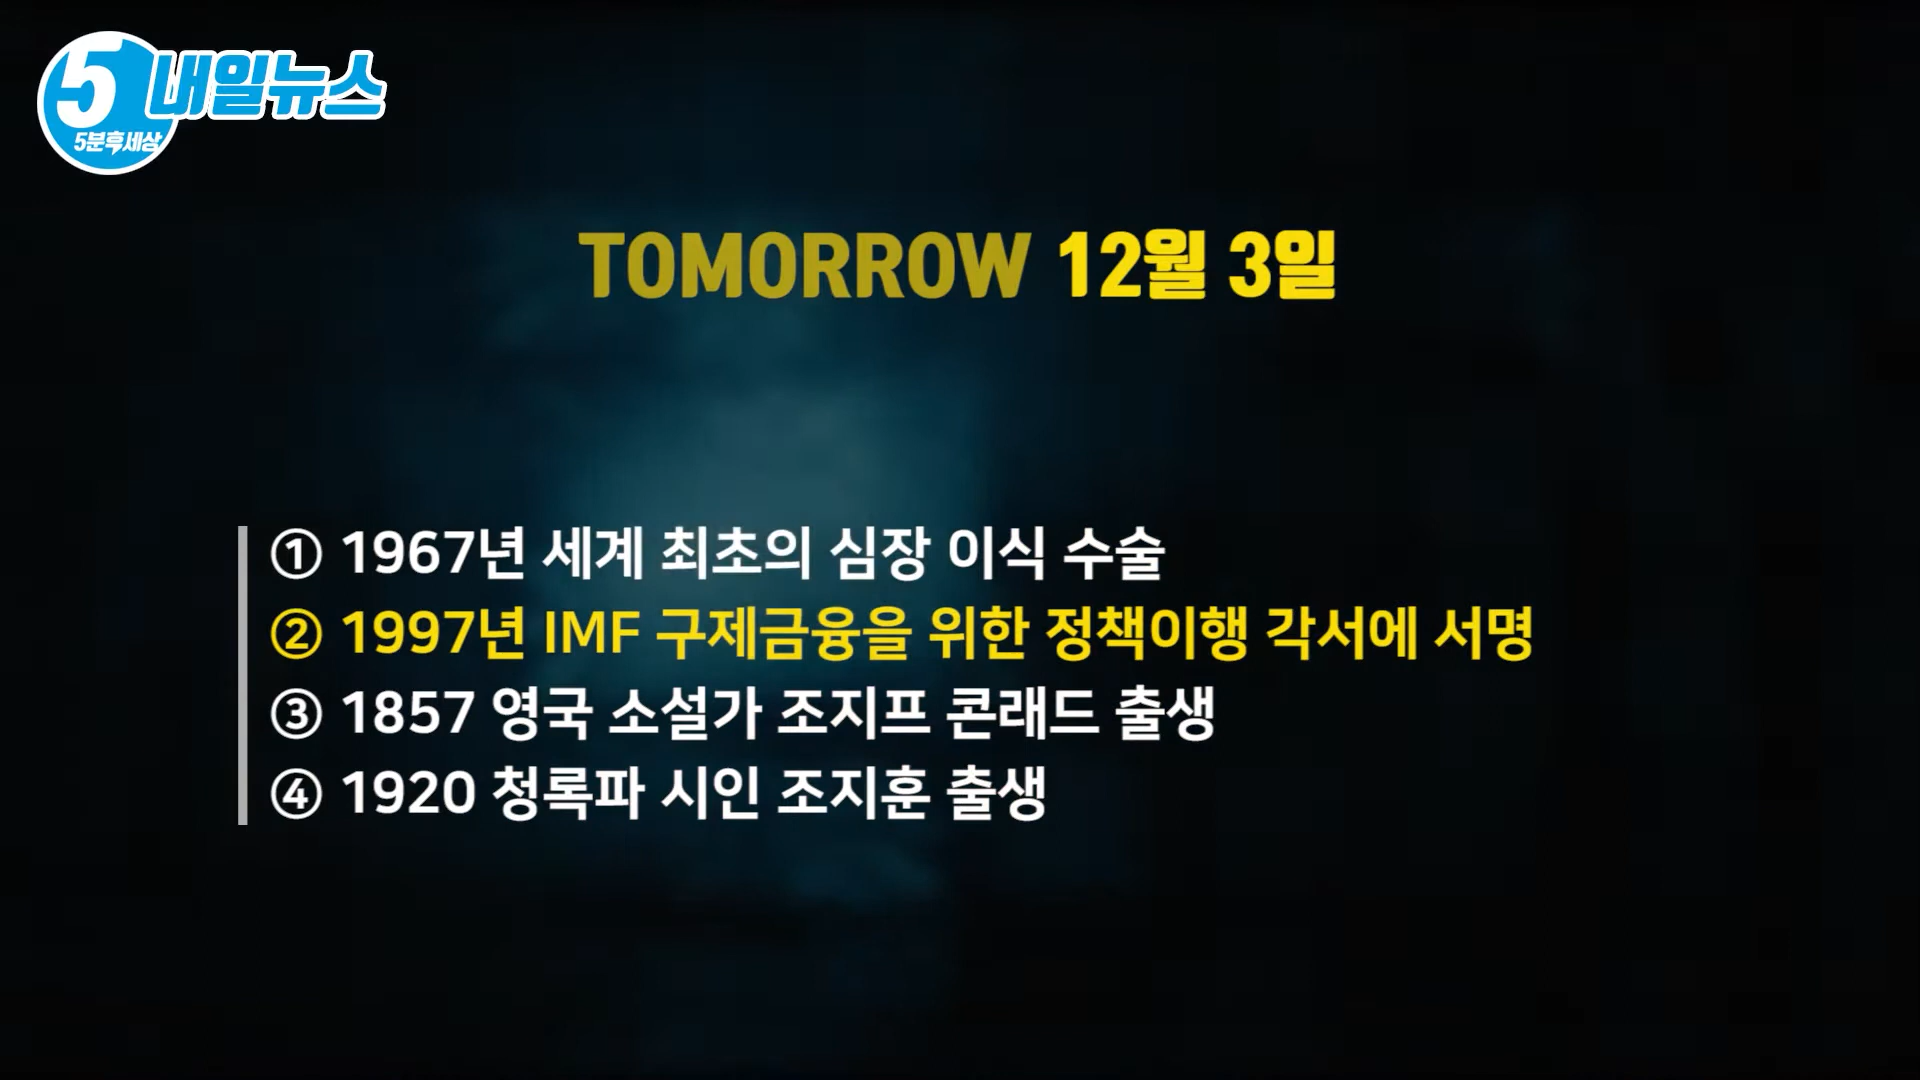 5 내일뉴스
5분후세상
TOMORROW 12월 3일
① 1967년 세계 최초의 심장 이식 수술
② 1997년 IMF 구제금융을 위한 정책이행 각서에 서명
③ 1857 영국 소설가 조지프 콘래드 출생
④ 1920 청록파 시인 조지훈 출생